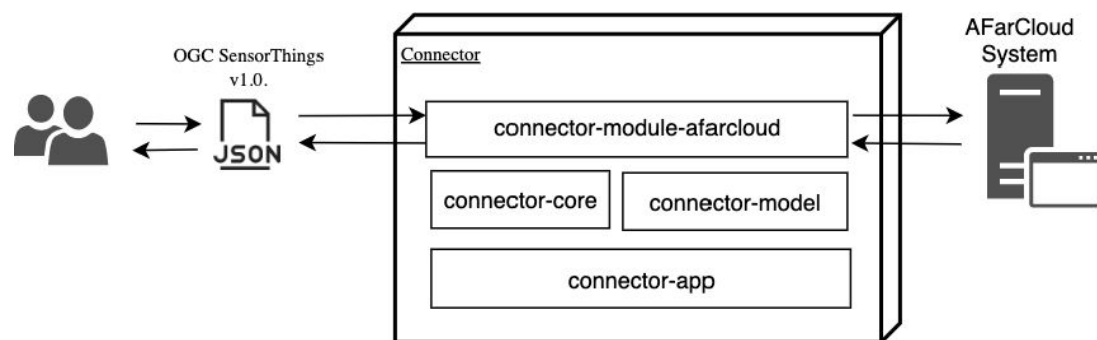 OGC SensorThings
v1.0.
JSON
Connector
connector-module-afarcloud
connector-core
connector-model
connector-app
AFarCloud
System